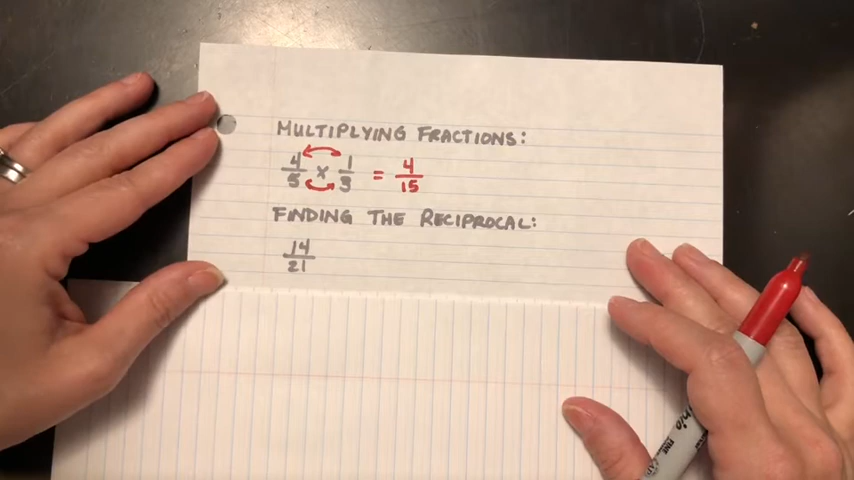 MULTIPLYING FRACTIONS:
4/5 x 1/3 = 4/15
FINDING THE RECIPROCAL:
14/21